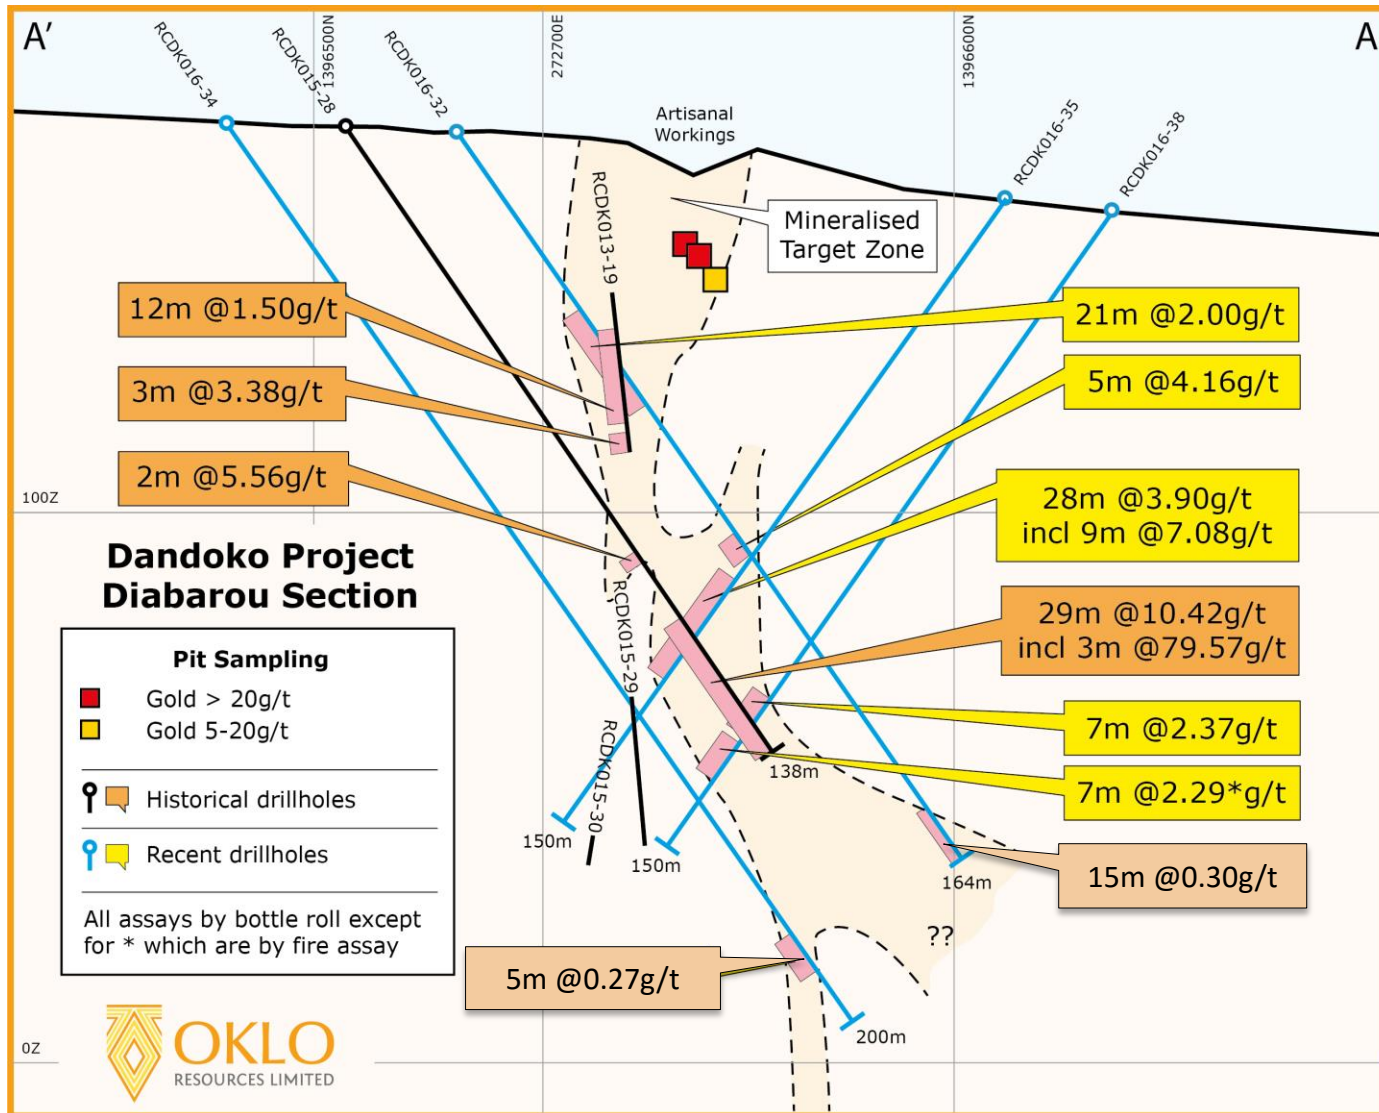 A'
A
RCDK016-34
RCDK015-28
1396500N
RCDK016-32
272700E
1396600N
RCDK016-35
RCDK016-38
Artisanal
Workings
RCDK013-19
Mineralised
Target Zone
12m @1.50g/t
3m @3.38g/t
2m @5.56g/t
21m @2.00g/t
5m @4.16g/t
28m @3.90g/t
incl 9m @7.08g/t
29m @10.42g/t
incl 3m @79.57g/t
7m @2.37g/t
7m @2.29*g/t
15m @0.30g/t
5m @0.27g/t
100Z
Dandoko Project
Diabarou Section
Pit Sampling
Gold > 20g/t
Gold 5-20g/t
Historical drillholes
Recent drillholes
All assays by bottle roll except
for * which are by fire assay
RCDK015-29
RCDK015-30
138m
150m
150m
164m
??
200m
0Z
OKLO
RESOURCES LIMITED